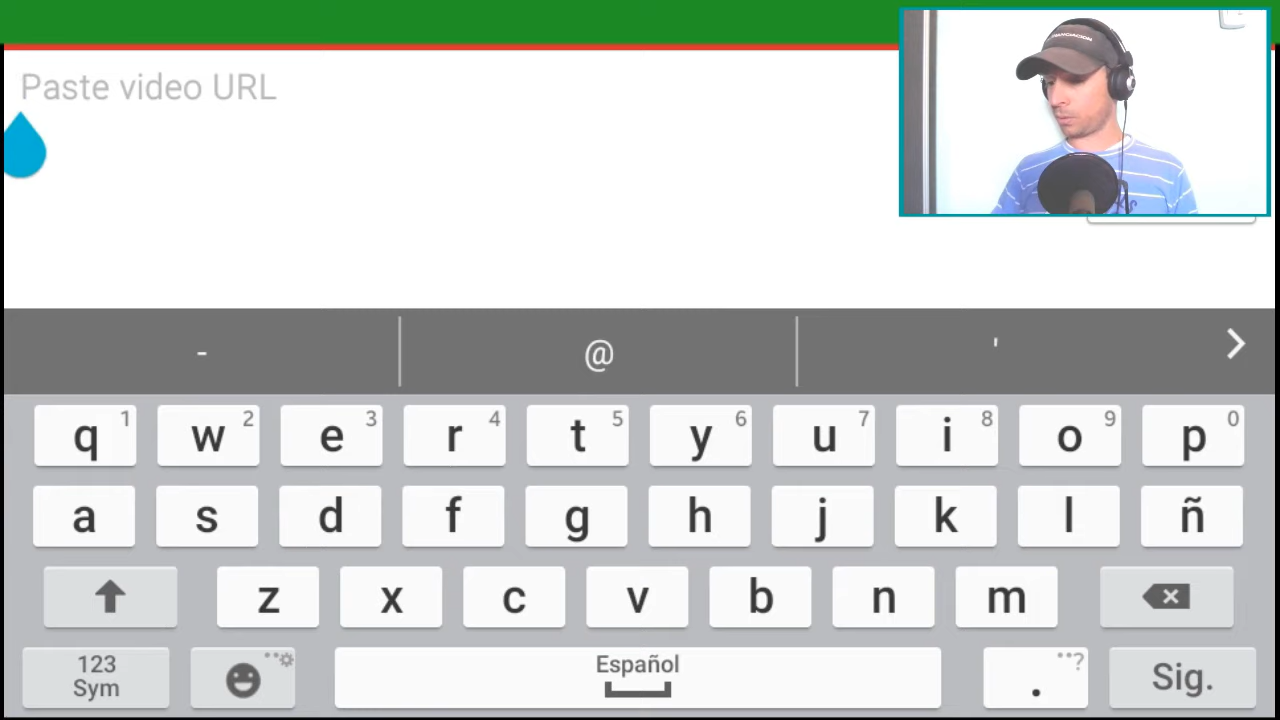 Paste video URL
- @ '
q 1 w 2 e 3 r 4 t 5 y 6 u 7 i 8 o 9 p 0
a s d f g h j k l ñ
z x c v b n m
123 Español . ? Sig.
Sym